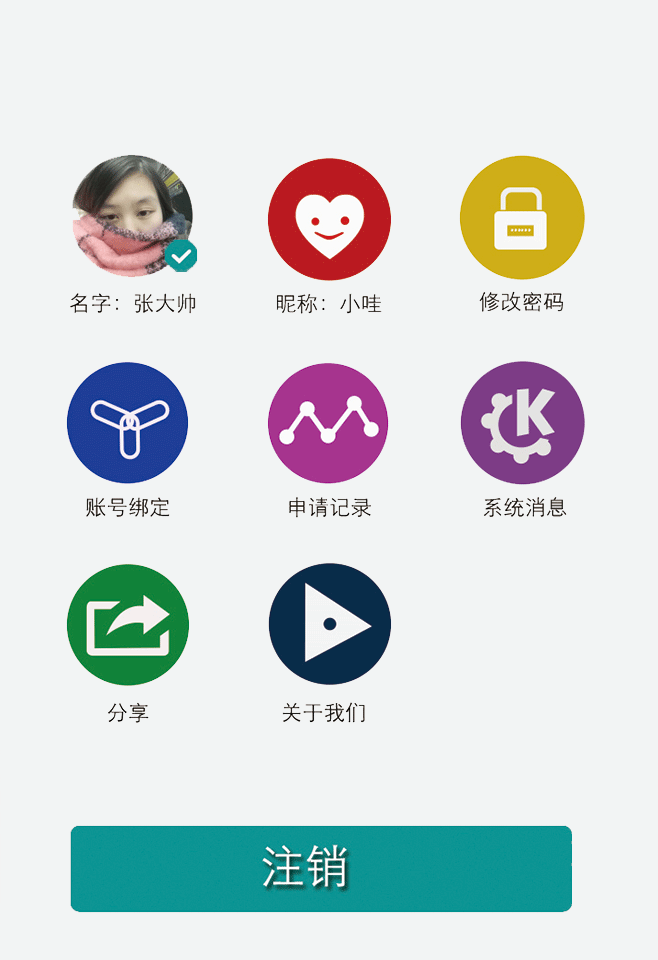 名字：张大帅
昵称：小哇
修改密码
账号绑定
申请记录
系统消息
分享
关于我们
注销